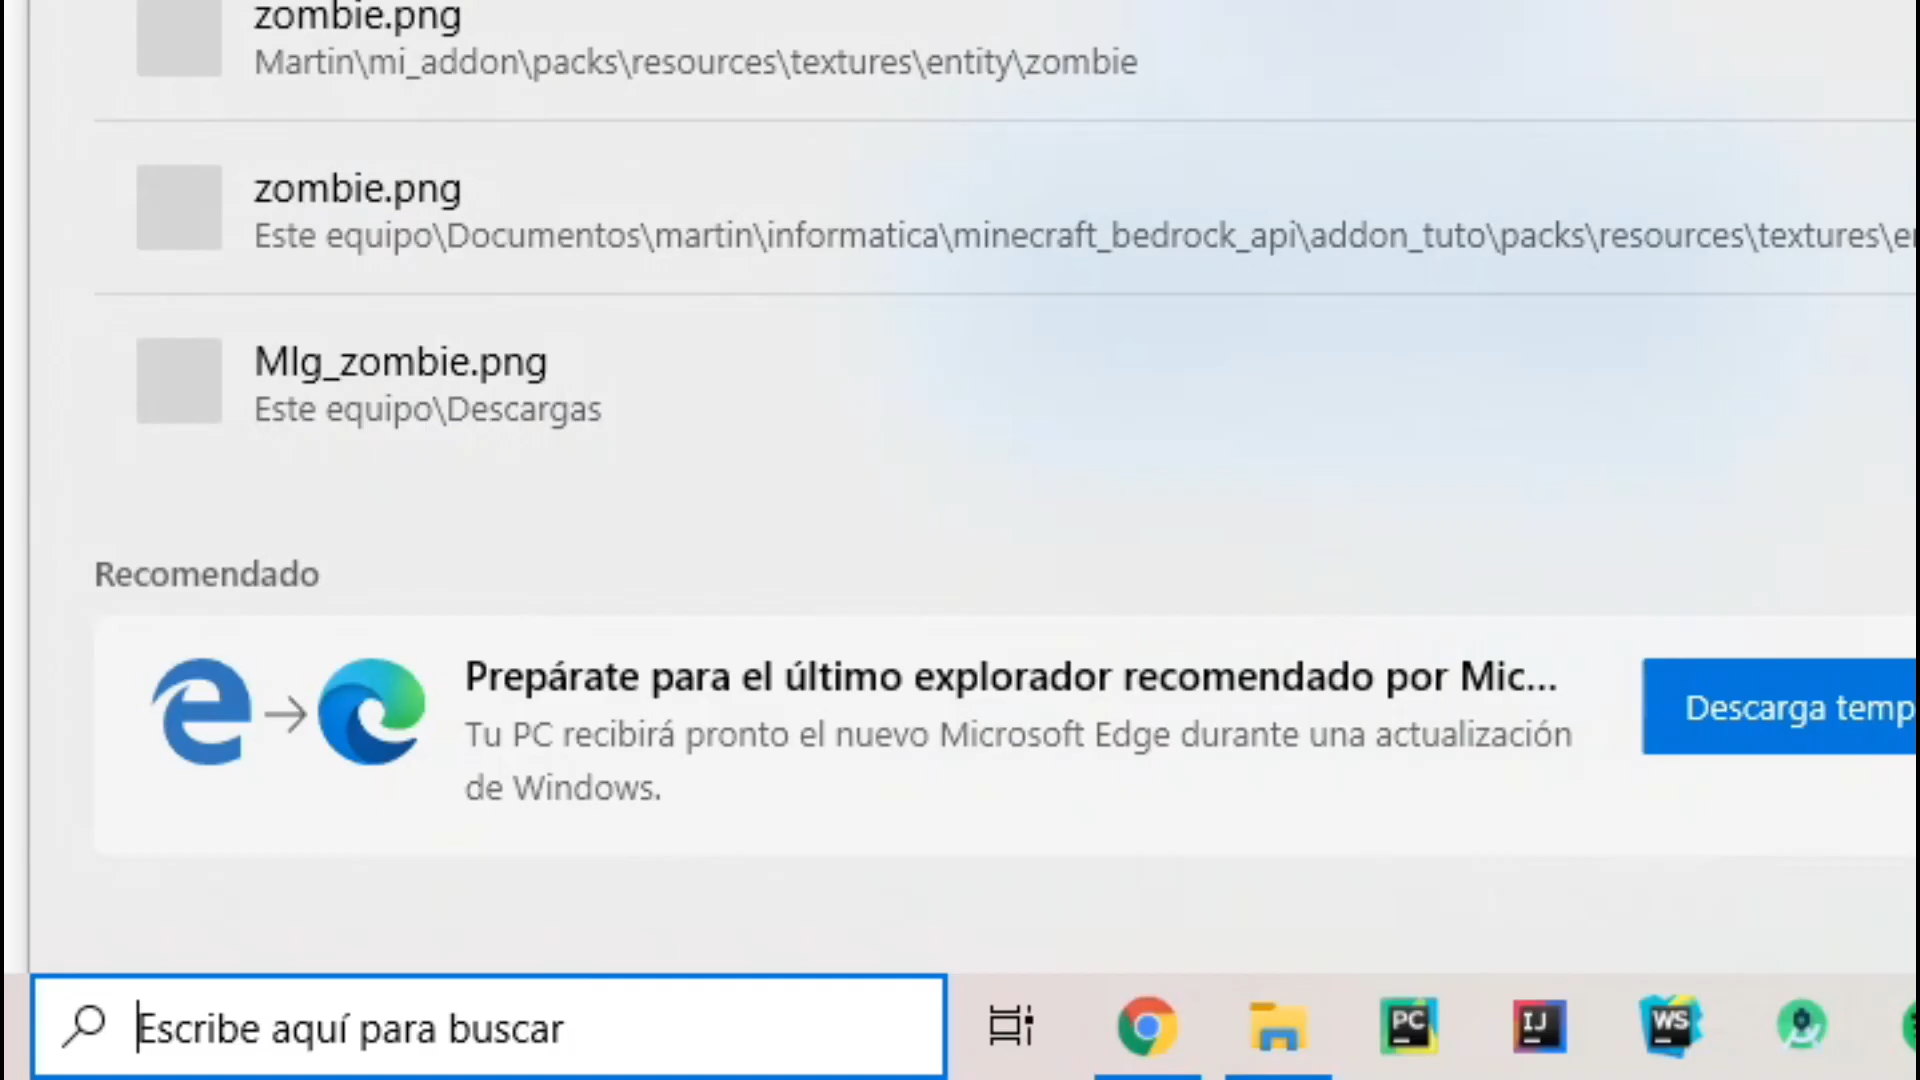 zombie.png
Martin\mi_addon\packs\resources\textures\entity\zombie
zombie.png
Este equipo\Documentos\martin\informatica\minecraft_bedrock_api\addon_tuto\packs\resources\textures\e
Mlg_zombie.png
Este equipo\Descargas
Recomendado
Prepárate para el último explorador recomendado por Mic...
Tu PC recibirá pronto el nuevo Microsoft Edge durante una actualización
de Windows.
Descarga temp
Escribe aquí para buscar
PC
IJ
WS